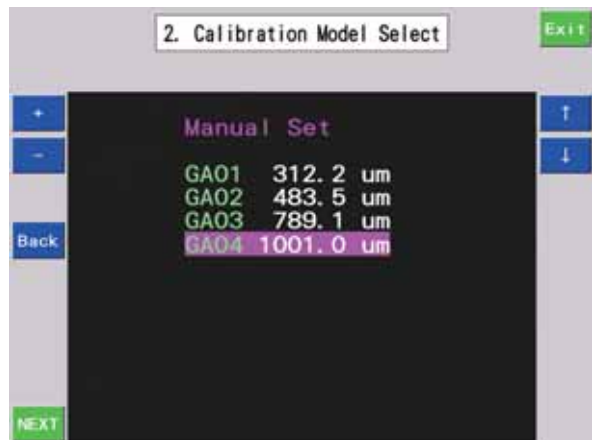 2. Calibration Model Select
Exit
+
↑
Manual Set
-
↓
GA01 312.2 um
GA02 483.5 um
GA03 789.1 um
Back
GA04 1001.0 um
NEXT